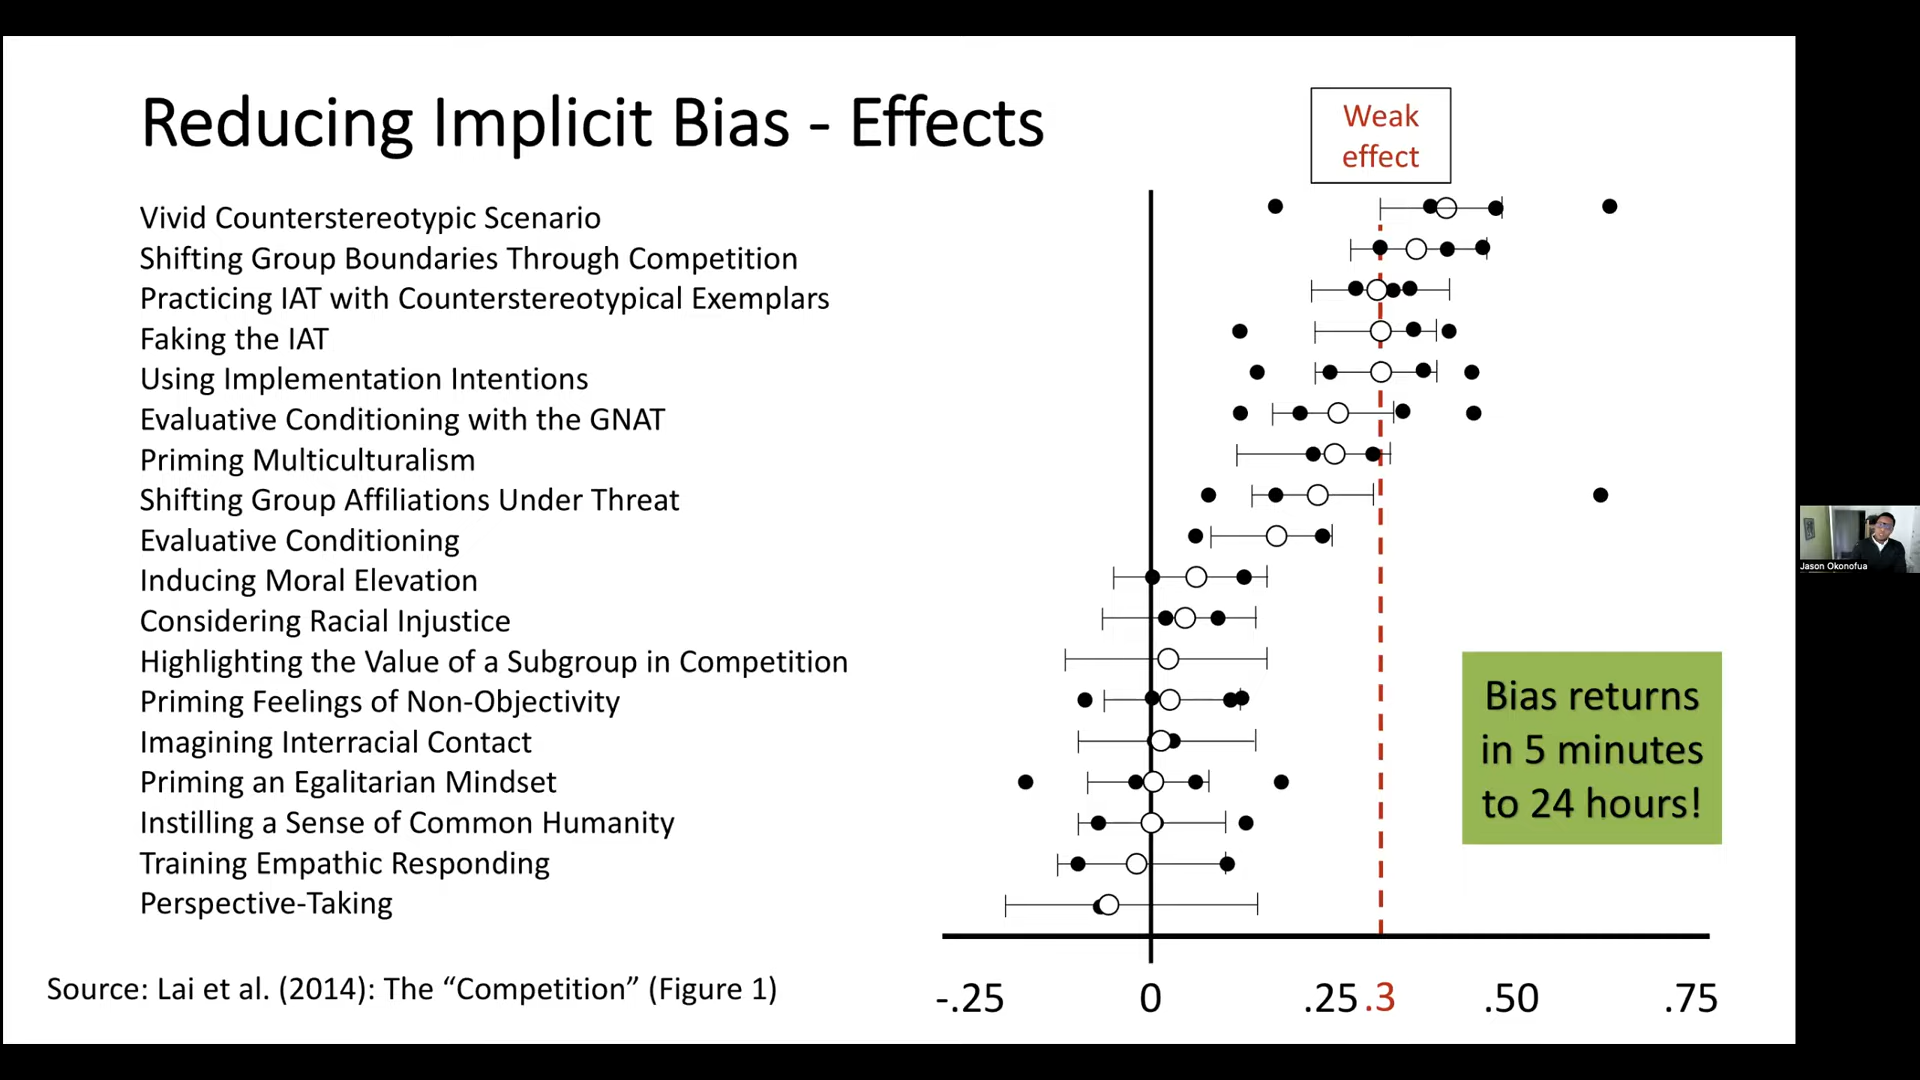 Reducing Implicit Bias - Effects
Weak
effect
Vivid Counterstereotypic Scenario
Shifting Group Boundaries Through Competition
Practicing IAT with Counterstereotypical Exemplars
Faking the IAT
Using Implementation Intentions
Evaluative Conditioning with the GNAT
Priming Multiculturalism
Shifting Group Affiliations Under Threat
Evaluative Conditioning
Inducing Moral Elevation
Considering Racial Injustice
Highlighting the Value of a Subgroup in Competition
Priming Feelings of Non-Objectivity
Imagining Interracial Contact
Priming an Egalitarian Mindset
Instilling a Sense of Common Humanity
Training Empathic Responding
Perspective-Taking
Bias returns
in 5 minutes
to 24 hours!
Jason Okonofua
-.25 0 .25 .3 .50 .75
Source: Lai et al. (2014): The “Competition” (Figure 1)